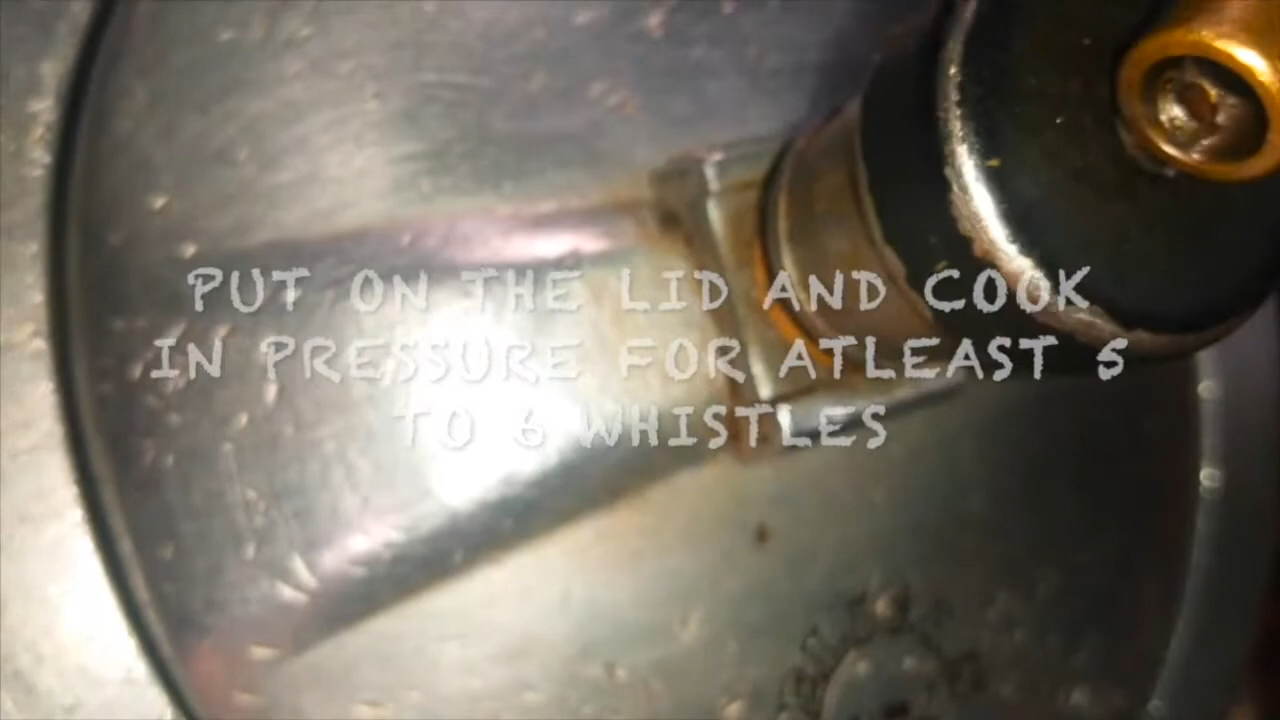 PUT ON THE LID AND COOK
IN PRESSURE FOR ATLEAST 5
TO 6 WHISTLES